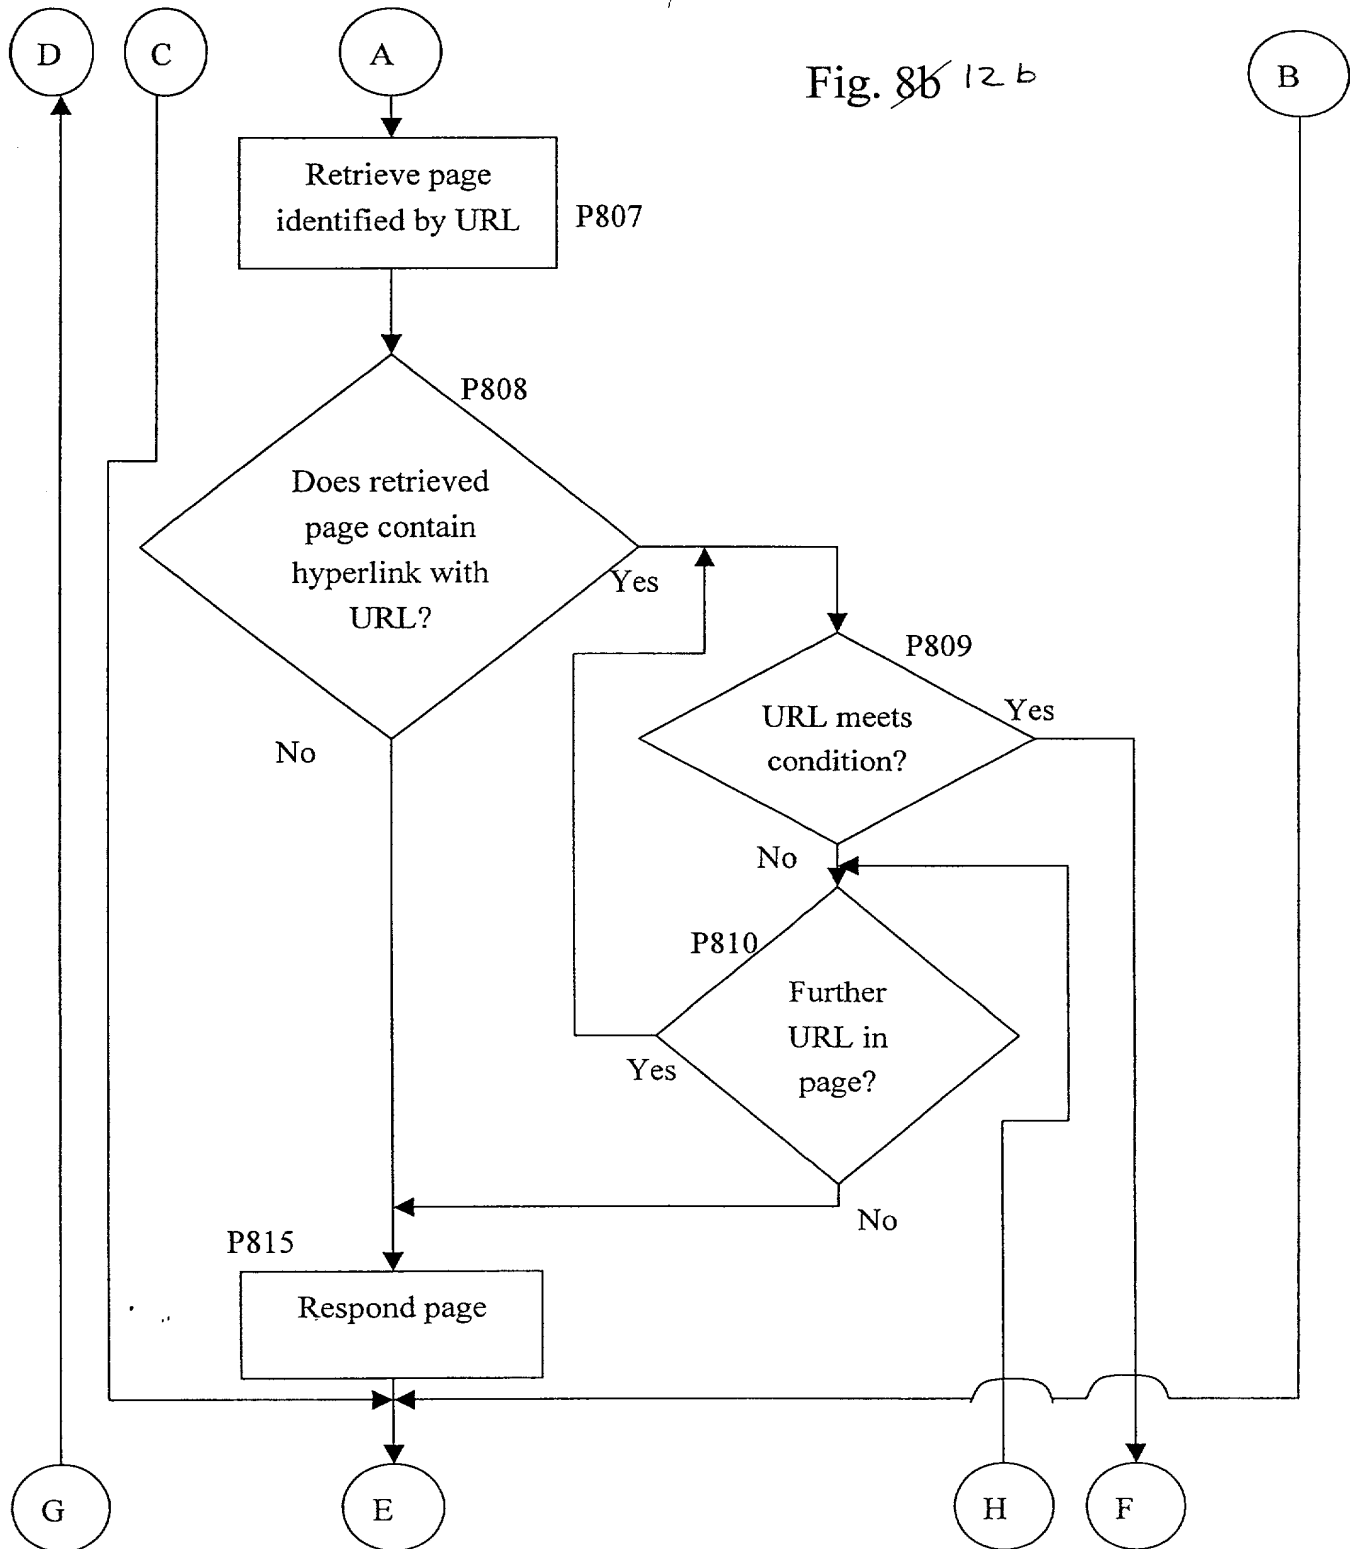 D
C
A
Fig. 8b 12b
B
Retrieve page
identified by URL
P807
P808
Does retrieved
page contain
hyperlink with
URL?
Yes
No
P809
URL meets
condition?
Yes
No
P810
Further
URL in
page?
Yes
No
P815
Respond page
G
E
H
F